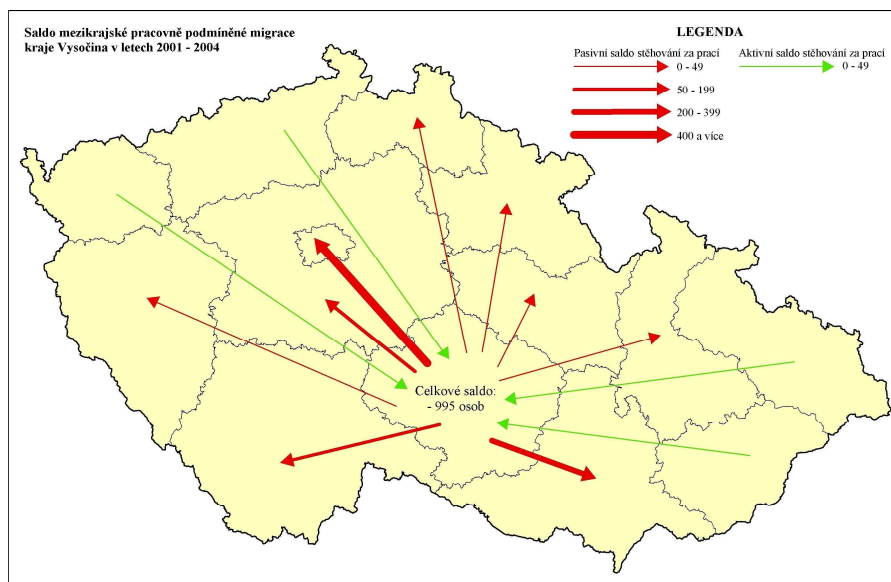 Saldo mezikrajské pracovně podmíněné migrace
kraje Vysočina v letech 2001 - 2004
LEGENDA
Pasivní saldo stěhování za prací
0 - 49
50 - 199
200 - 399
400 a více
Aktivní saldo stěhování za prací
0 - 49
Celkové saldo:
- 995 osob